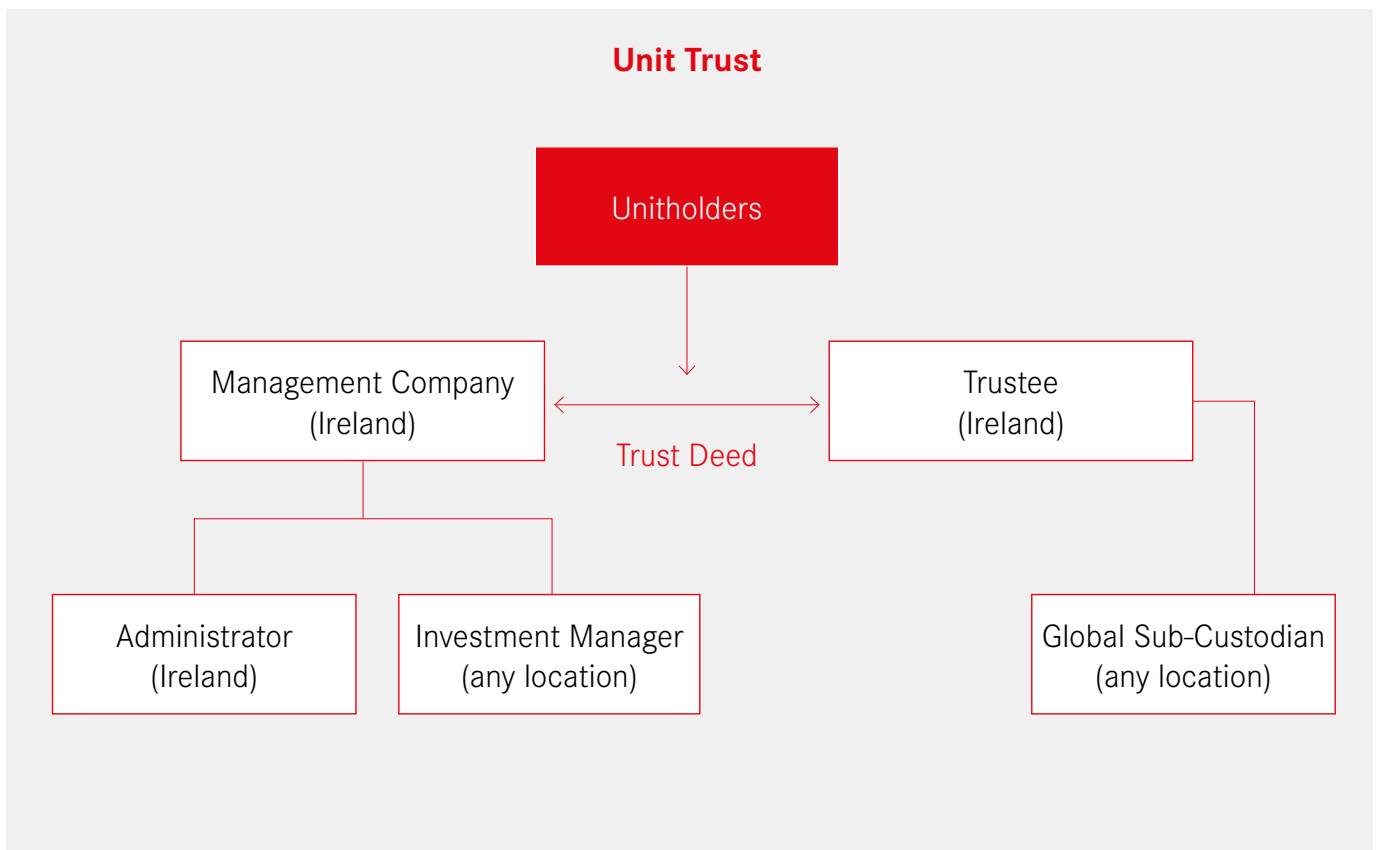 Unit Trust
Unitholders
Management Company
(Ireland)
Trust Deed
Trustee
(Ireland)
Administrator
(Ireland)
Investment Manager
(any location)
Global Sub-Custodian
(any location)